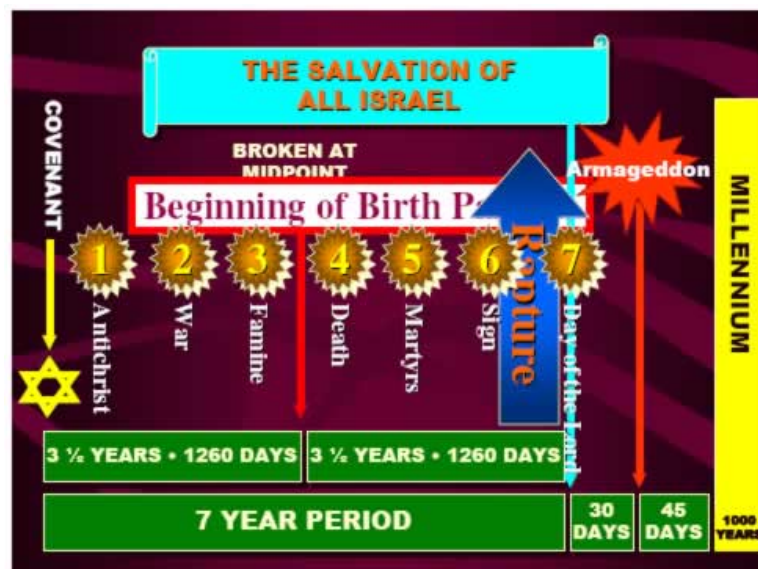 THE SALVATION OF
ALL ISRAEL
COVENANT
BROKEN AT
MIDPOINT
Armageddon
Beginning of Birth
Rapture
1
2
3
4
5
6
7
Antichrist
War
Famine
Death
Martyrs
Sign
Day of the Lord
MILLENNIUM
3 ½ YEARS • 1260 DAYS
3 ½ YEARS • 1260 DAYS
7 YEAR PERIOD
30
DAYS
45
DAYS
1000
YEARS